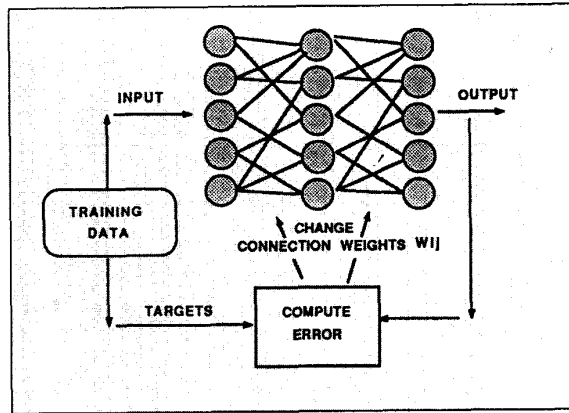 INPUT
OUTPUT
TRAINING
DATA
CHANGE
CONNECTION WEIGHTS Wij
TARGETS
COMPUTE
ERROR